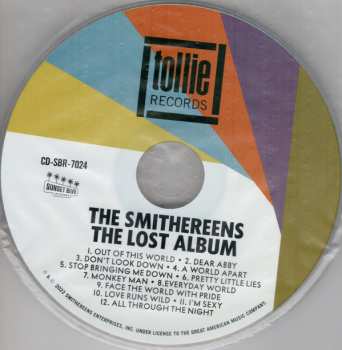 tollie
RECORDS
CD-SBR-7024
SUNSET BLVD
THE SMITHEREENS
THE LOST ALBUM
1. OUT OF THIS WORLD • 2. DEAR ABBY
3. DON'T LOOK DOWN • 4. A WORLD APART
5. STOP BRINGING ME DOWN • 6. PRETTY LITTLE LIES
7. MONKEY MAN • 8. EVERYDAY WORLD
9. FACE THE WORLD WITH PRIDE
10. LOVE RUNS WILD • 11. I'M SEXY
12. ALL THROUGH THE NIGHT
2022 SMITHEREENS ENTERPRISES, INC. UNDER LICENSE TO THE GREAT AMERICAN MUSIC COMPANY.